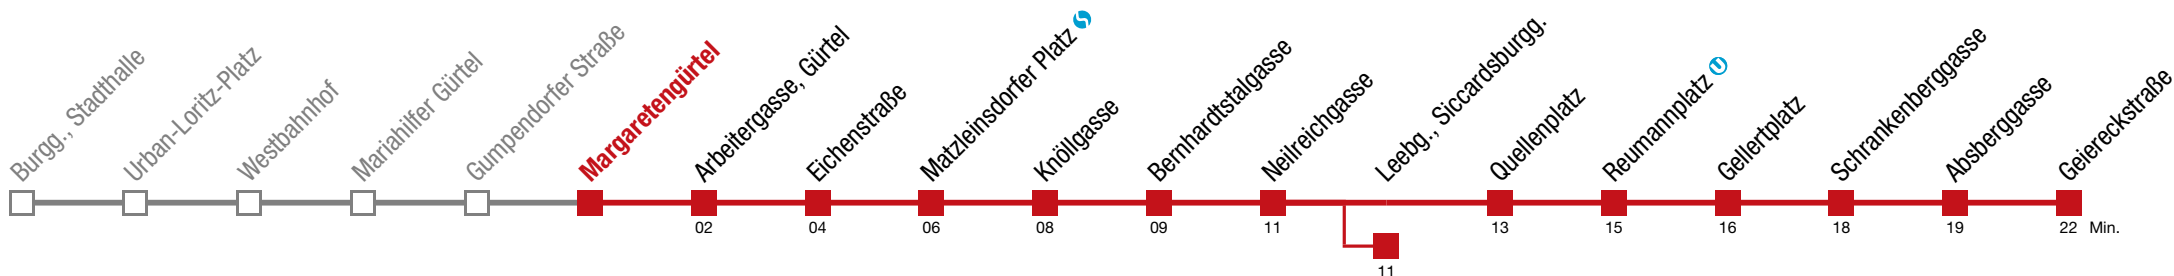 Burgg., Stadthalle
Urban-Loritz-Platz
Westbahnhof
Mariahilfer Gürtel
Gumpendorfer Straße
Margaretengürtel
Arbeitergasse, Gürtel
Eichenstraße
Matzleinsdorfer Platz S
Knöllgasse
Bernhardtstalgasse
Neilreichgasse
Leebg., Siccardsburgg.
Quellenplatz
Reumannplatz U
Gellertplatz
Schrankenberggasse
Absberggasse
Geiereckstraße
02 04 06 08 09 11 13 15 16 18 19 22 Min.
11